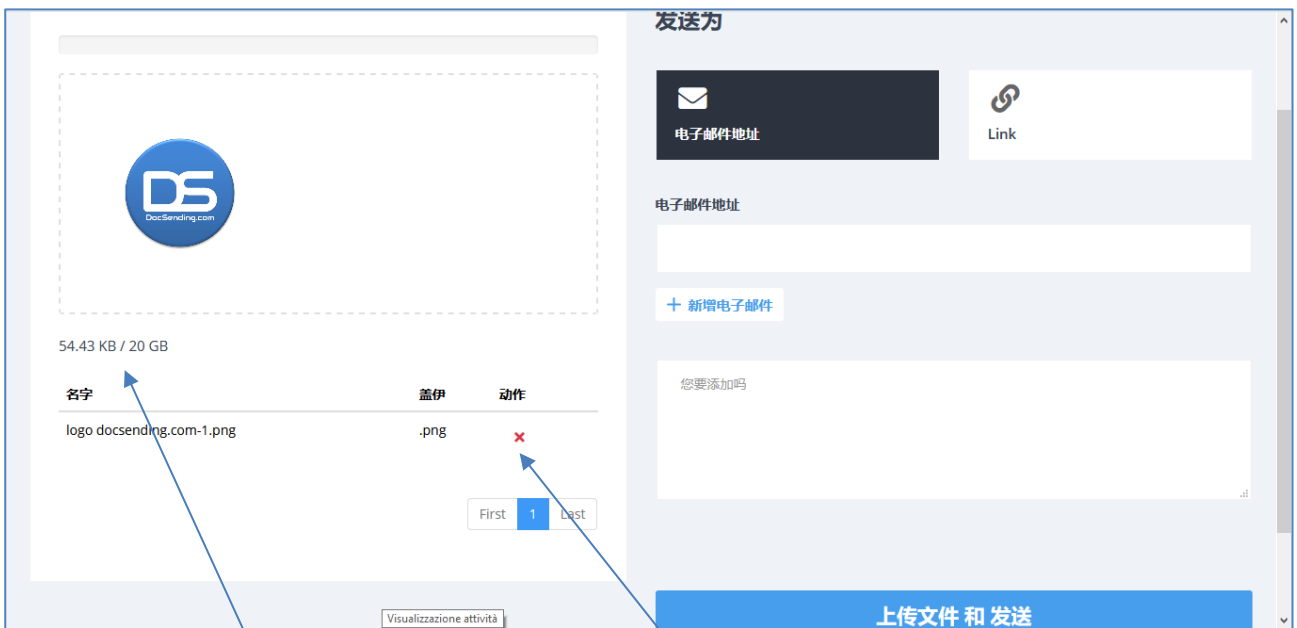 DS
DocSending.com
54.43 KB / 20 GB
名字 盖伊 动作
logo docsending.com-1.png .png ×
First 1 Last
Visualizzazione attività
发送为
电子邮件地址
Link
电子邮件地址
+ 新增电子邮件
您要添加吗
上传文件 和 发送